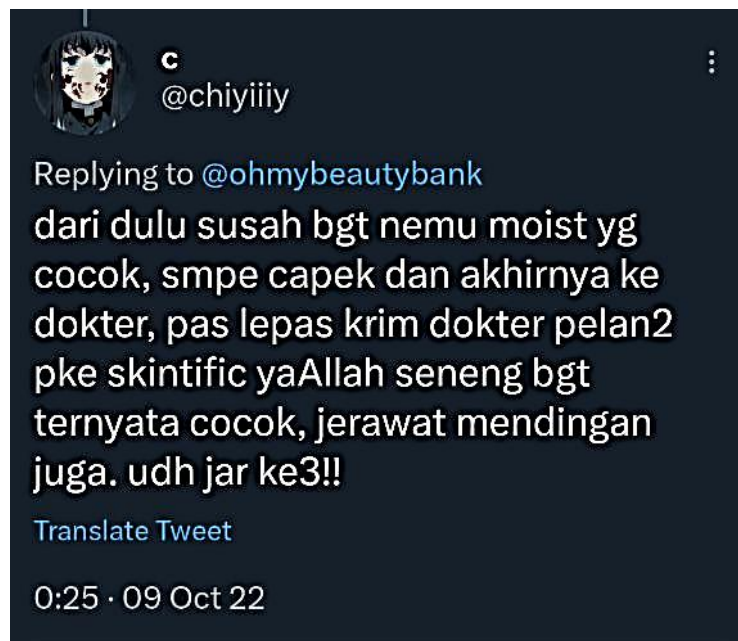 c
@chiyiiiy
Replying to @ohmybeautybank
dari dulu susah bgt nemu moist yg
cocok, smpe capek dan akhirnya ke
dokter, pas lepas krim dokter pelan2
pke skintific yaAllah seneng bgt
ternyata cocok, jerawat mendingan
juga. udh jar ke3!!
Translate Tweet
0:25 · 09 Oct 22